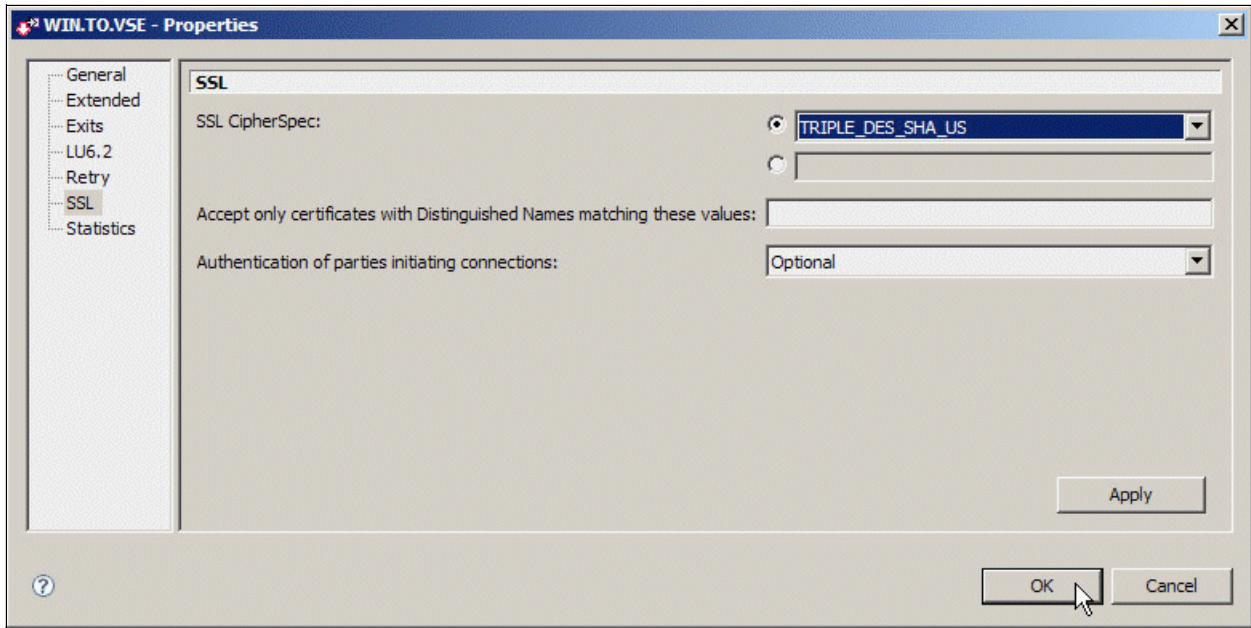 WIN.TO.VSE - Properties
General
Extended
Exits
LU6.2
Retry
SSL
Statistics
SSL
SSL CipherSpec:
TRIPLE_DES_SHA_US
Accept only certificates with Distinguished Names matching these values:
Authentication of parties initiating connections:
Optional
Apply
?
OK
Cancel